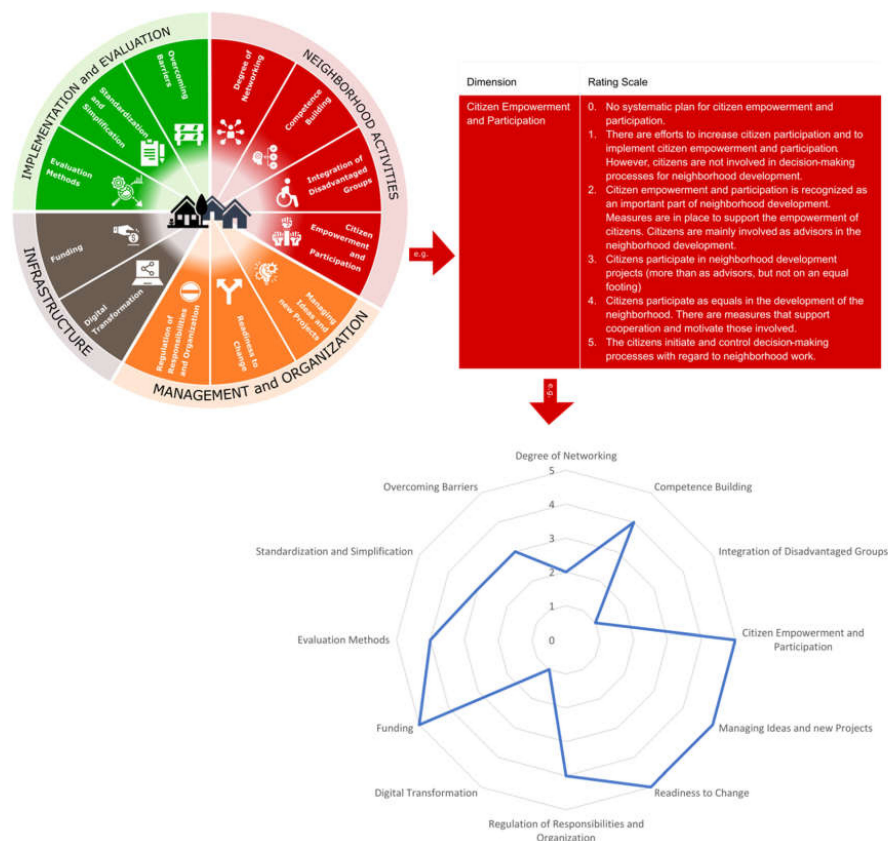 IMPLEMENTATION and EVALUATION
NEIGHBORHOOD ACTIVITIES
INFRASTRUCTURE
MANAGEMENT and ORGANIZATION
Overcoming
Barriers
Standardization
and
Simplification
Evaluation
Methods
Funding
Digital
Transformation
Regulation of
Responsibilities
and Organization
Readiness to
Change
Managing
Ideas and
new Projects
Citizen
Empowerment
and
Participation
Integration of
Disadvantaged
Groups
Competence
Building
Degree of
Networking
e.g.
Dimension
Rating Scale
Citizen Empowerment
and Participation
0. No systematic plan for citizen empowerment and
participation.
1. There are efforts to increase citizen participation and to
implement citizen empowerment and participation.
However, citizens are not involved in decision-making
processes for neighborhood development.
2. Citizen empowerment and participation is recognized as
an important part of neighborhood development.
Measures are in place to support the empowerment of
citizens. Citizens are mainly involved as advisors in the
neighborhood development.
3. Citizens participate in neighborhood development
projects (more than as advisors, but not on an equal
footing)
4. Citizens participate as equals in the development of the
neighborhood. There are measures that support
cooperation and motivate those involved.
5. The citizens initiate and control decision-making
processes with regard to neighborhood work.
e.g.
Degree of Networking
Overcoming Barriers
Competence Building
Standardization and Simplification
Integration of Disadvantaged Groups
Evaluation Methods
Citizen Empowerment and
Participation
Funding
Managing Ideas and new Projects
Digital Transformation
Readiness to Change
Regulation of Responsibilities and
Organization
5
4
3
2
1
0